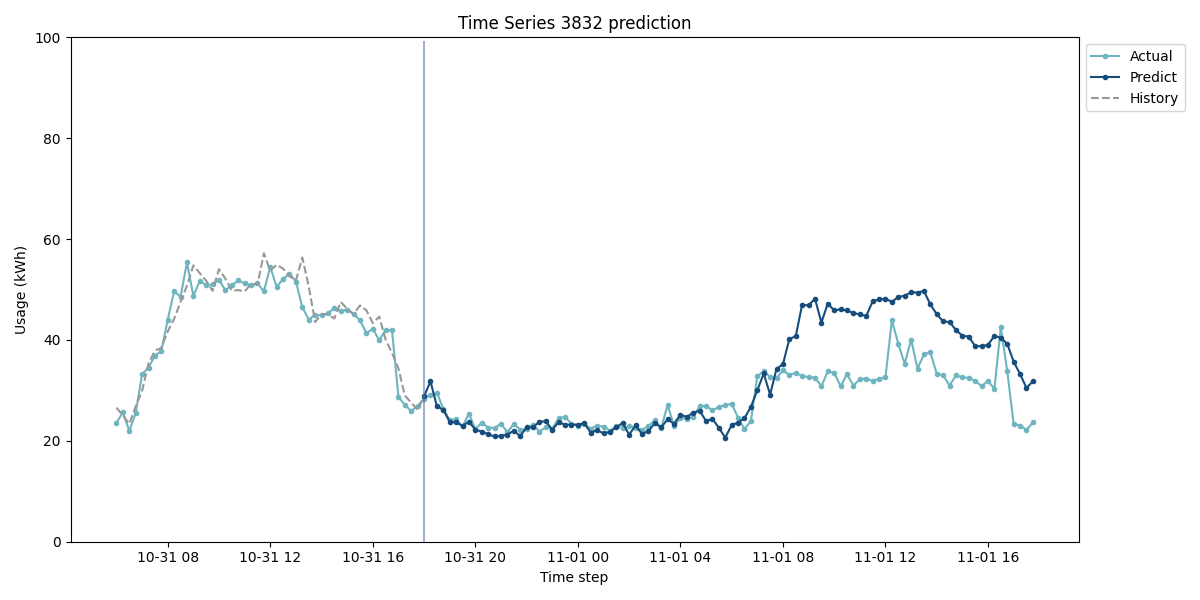 Time Series 3832 prediction
100
80
60
40
20
0
Usage (kWh)
10-31 08
10-31 12
10-31 16
10-31 20
11-01 00
11-01 04
11-01 08
11-01 12
11-01 16
Time step
Actual
Predict
History